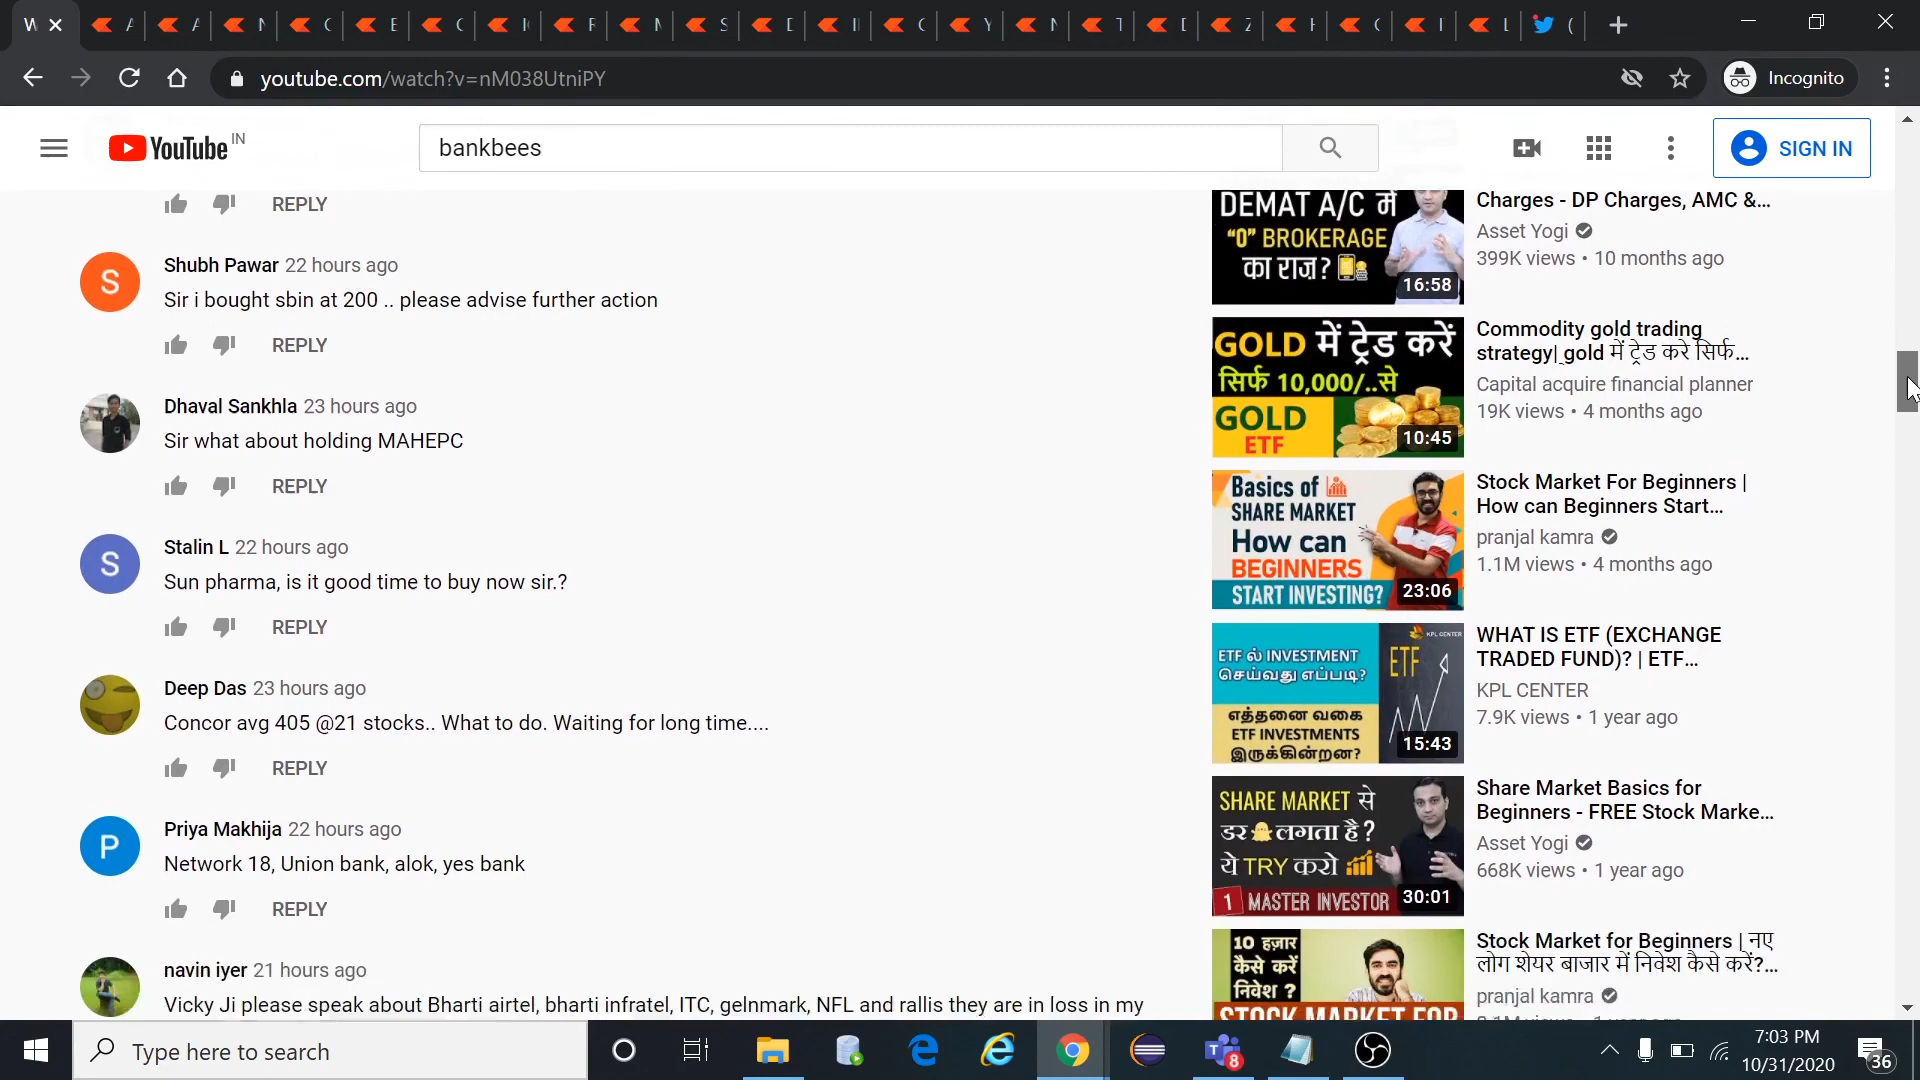 W
youtube.com/watch?v=nM038UtniPY
Incognito
YouTube IN
bankbees
SIGN IN
REPLY
Shubh Pawar 22 hours ago
Sir i bought sbin at 200 .. please advise further action
REPLY
Dhaval Sankhla 23 hours ago
Sir what about holding MAHEPC
REPLY
Stalin L 22 hours ago
Sun pharma, is it good time to buy now sir.?
REPLY
Deep Das 23 hours ago
Concor avg 405 @21 stocks.. What to do. Waiting for long time....
REPLY
Priya Makhija 22 hours ago
Network 18, Union bank, alok, yes bank
REPLY
navin iyer 21 hours ago
Vicky Ji please speak about Bharti airtel, bharti infratel, ITC, gelnmark, NFL and rallis they are in loss in my
DEMAT A/C में
"0" BROKERAGE
का राज़?
16:58
Charges - DP Charges, AMC &...
Asset Yogi
399K views • 10 months ago
GOLD में ट्रेड करें
सिर्फ 10,000/..से
GOLD
ETF
10:45
Commodity gold trading
strategy| gold में ट्रेड करे सिर्फ...
Capital acquire financial planner
19K views • 4 months ago
Basics of
SHARE MARKET
How can
BEGINNERS
START INVESTING?
23:06
Stock Market For Beginners |
How can Beginners Start...
pranjal kamra
1.1M views • 4 months ago
KPL CENTER
ETF ல் INVESTMENT
செய்வது எப்படி?
ETF
எத்தனை வகை
ETF INVESTMENTS
இருக்கின்றன?
15:43
WHAT IS ETF (EXCHANGE
TRADED FUND)? | ETF...
KPL CENTER
7.9K views • 1 year ago
SHARE MARKET से
डर लगता है?
ये TRY करो
1 MASTER INVESTOR
30:01
Share Market Basics for
Beginners - FREE Stock Marke...
Asset Yogi
668K views • 1 year ago
10 हज़ार
कैसे करें
निवेश ?
STOCK MARKET FOR
Stock Market for Beginners | नए
लोग शेयर बाजार में निवेश कैसे करें?...
pranjal kamra
Type here to search
8
7:03 PM
10/31/2020
36